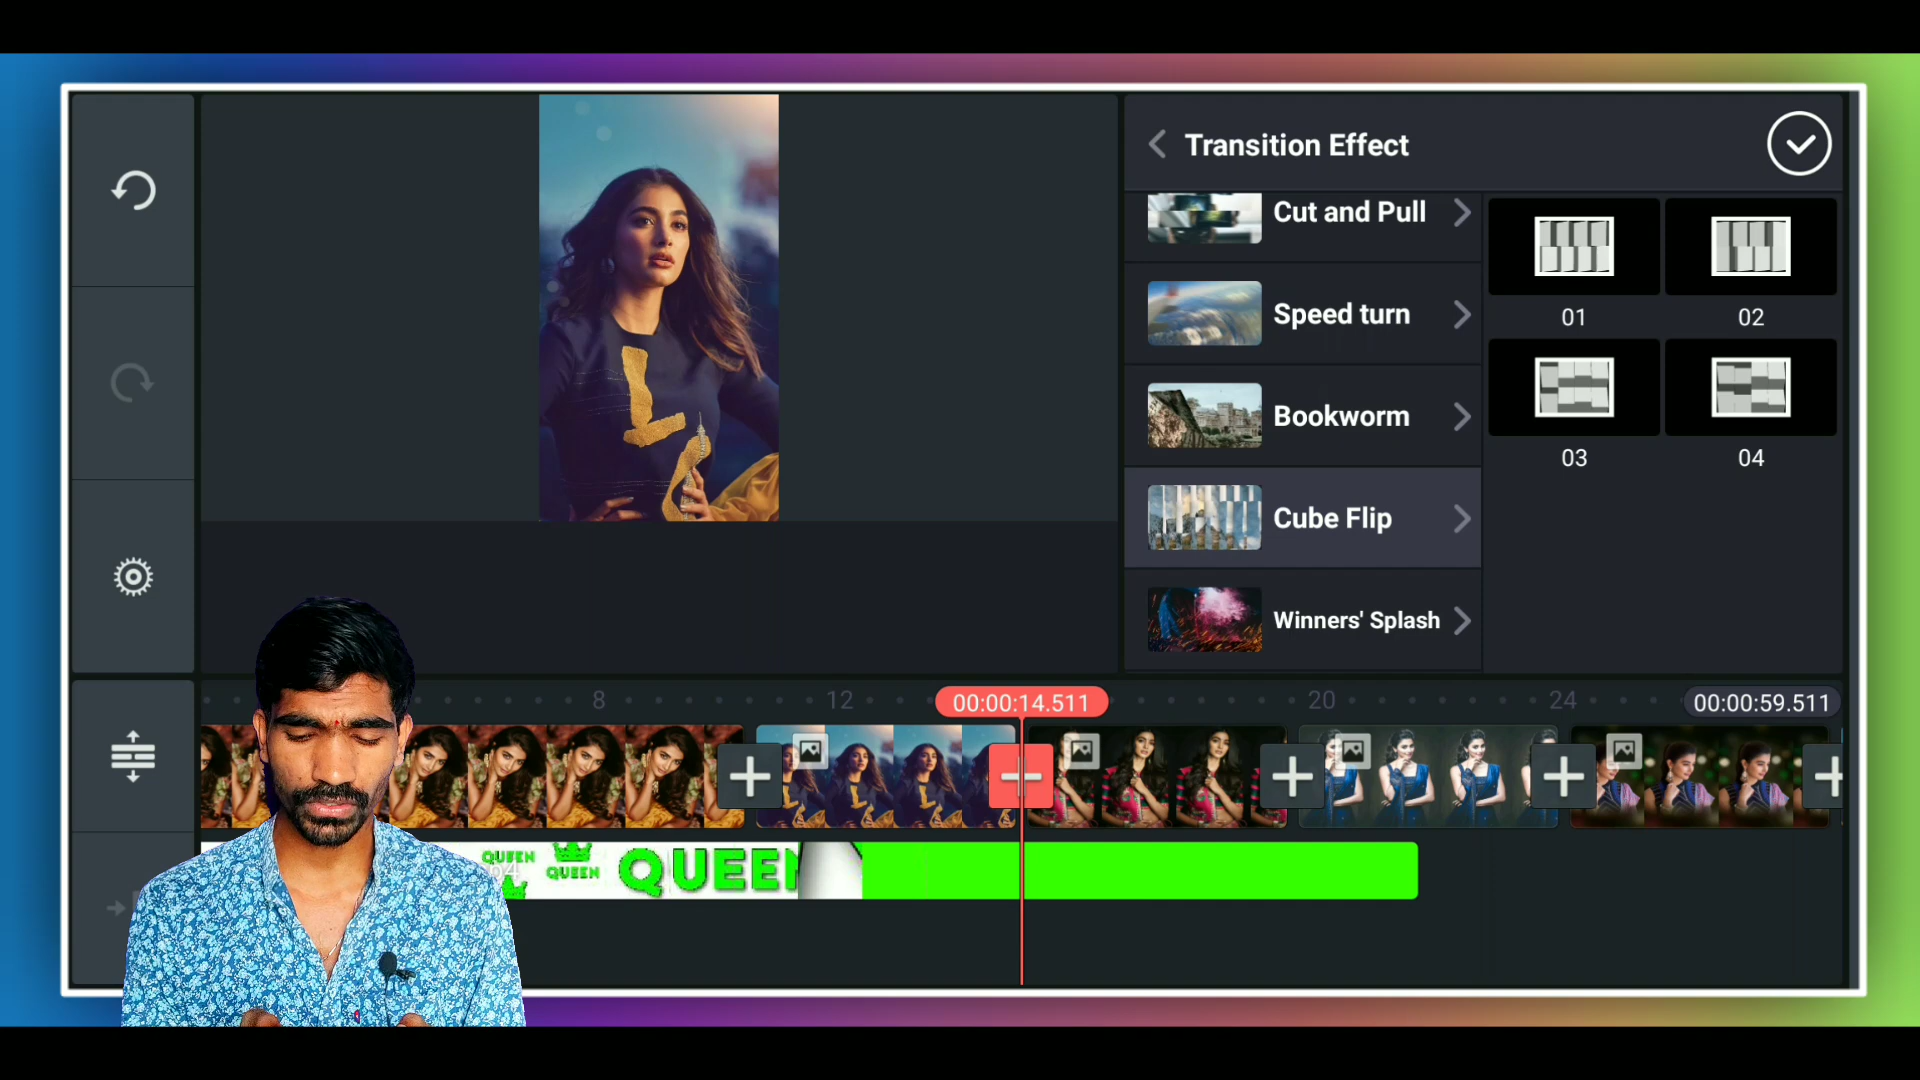 Transition Effect
Cut and Pull
Speed turn
Bookworm
Cube Flip
Winners' Splash
01
02
03
04
8
12
00:00:14.511
20
24
00:00:59.511
QUEEN
QUEEN
QUEEN